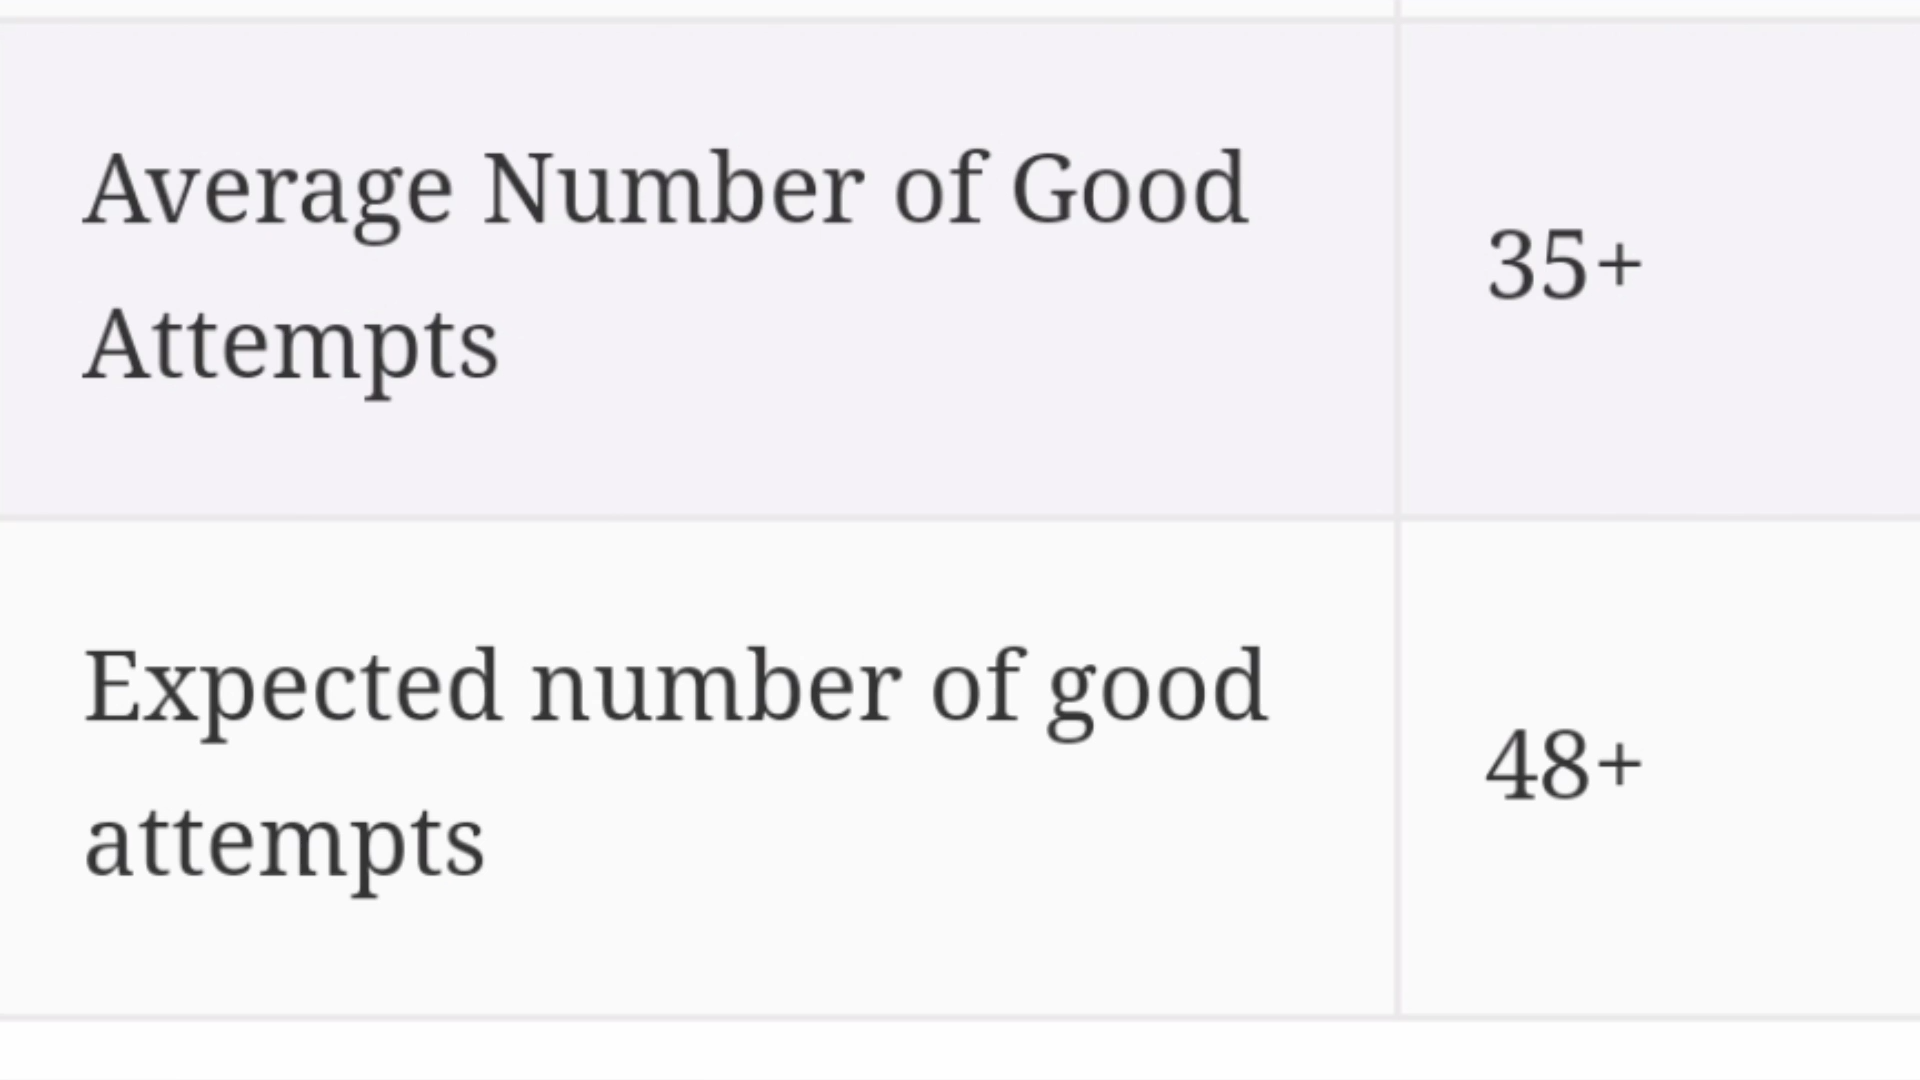 Average Number of Good
Attempts
35+
Expected number of good
attempts
48+